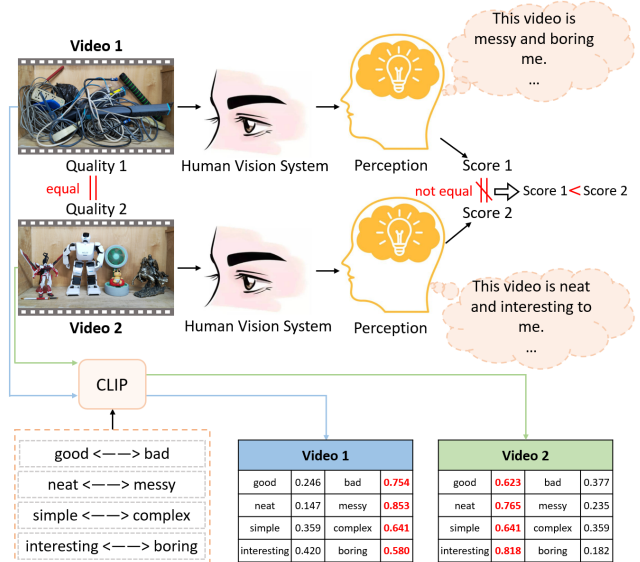 Video 1
This video is
messy and boring
me.
...
Quality 1
Human Vision System
Perception
Score 1
equal
not equal
Score 1 < Score 2
Quality 2
Score 2
Video 2
Human Vision System
Perception
This video is neat
and interesting to
me.
...
CLIP
good <——> bad
neat <——> messy
simple <——> complex
interesting <——> boring
Video 1
good 0.246 bad 0.754
neat 0.147 messy 0.853
simple 0.359 complex 0.641
interesting 0.420 boring 0.580
Video 2
good 0.623 bad 0.377
neat 0.765 messy 0.235
simple 0.641 complex 0.359
interesting 0.818 boring 0.182